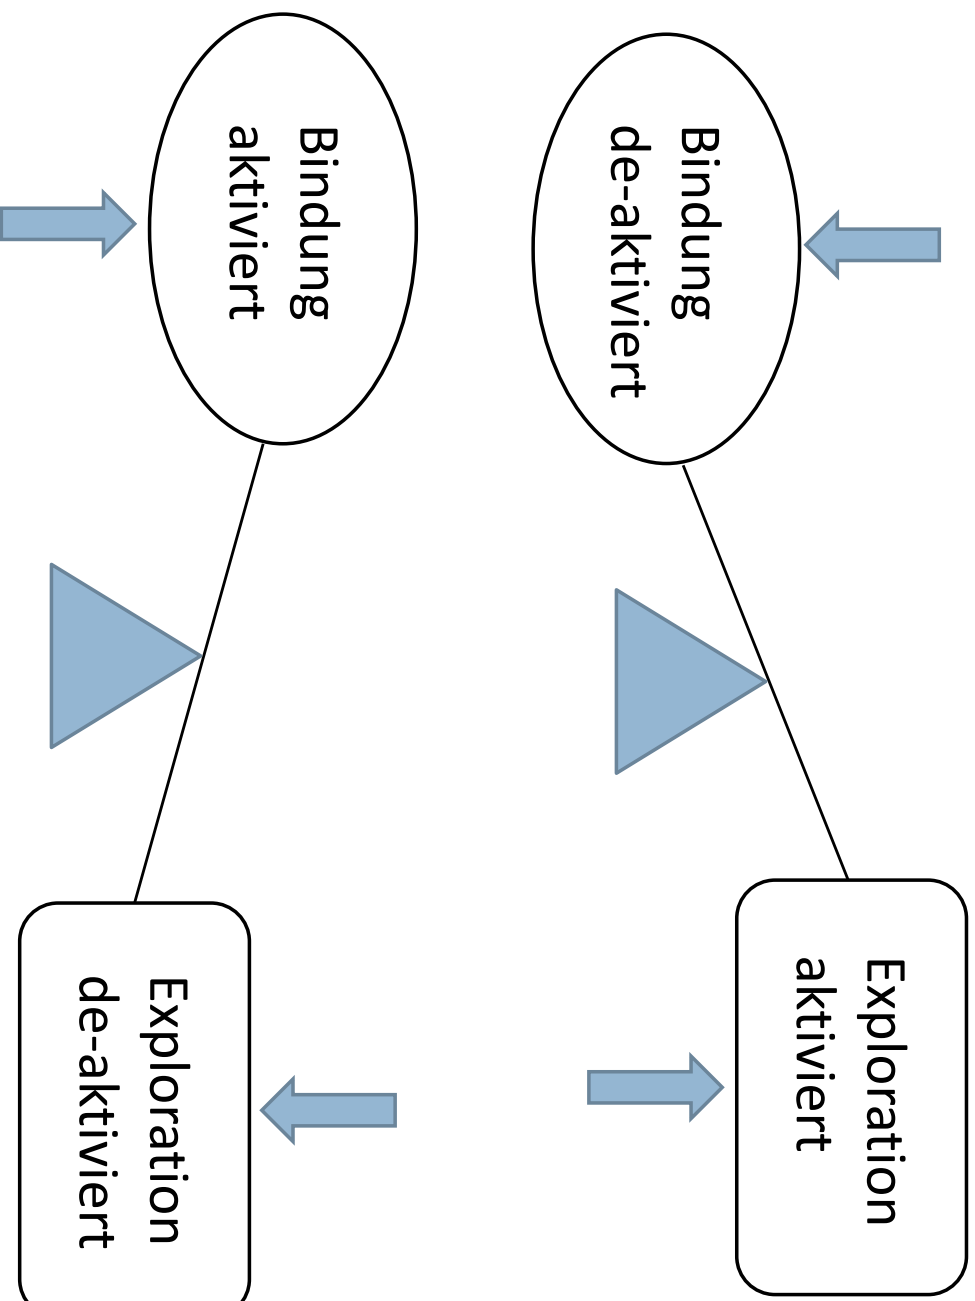 Bindung
de-aktiviert
Exploration
aktiviert
Bindung
aktiviert
Exploration
de-aktiviert